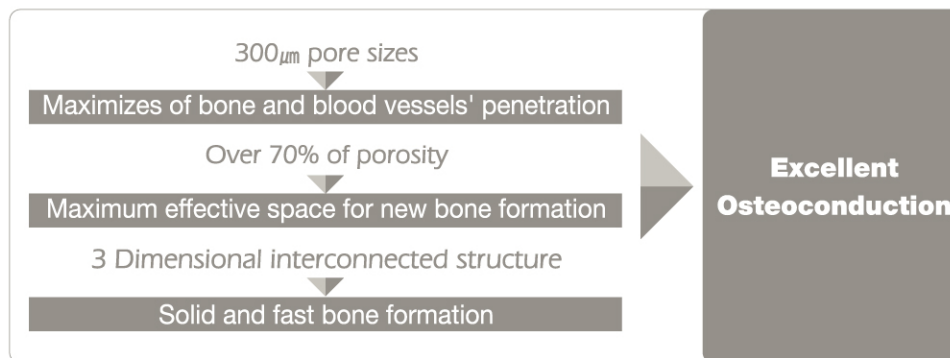 300㎛ pore sizes
Maximizes of bone and blood vessels' penetration
Over 70% of porosity
Maximum effective space for new bone formation
3 Dimensional interconnected structure
Solid and fast bone formation
Excellent
Osteoconduction